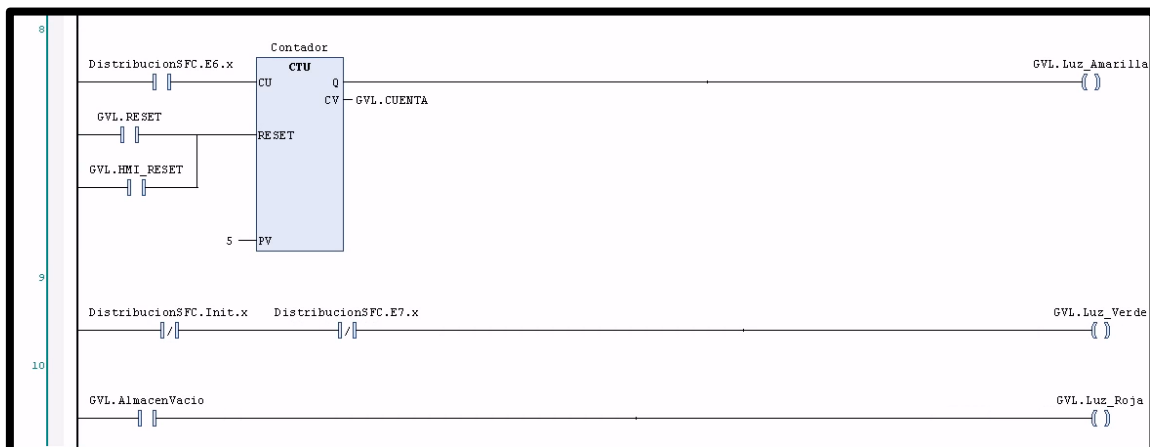 8
Contador
DistribucionSFC.E6.x
CTU
GVL.Luz_Amarilla
CU
Q
CV
GVL.CUENTA
GVL.RESET
RESET
GVL.HMI_RESET
5
PV
9
DistribucionSFC.Init.x
DistribucionSFC.E7.x
GVL.Luz_Verde
10
GVL.AlmacenVacio
GVL.Luz_Roja